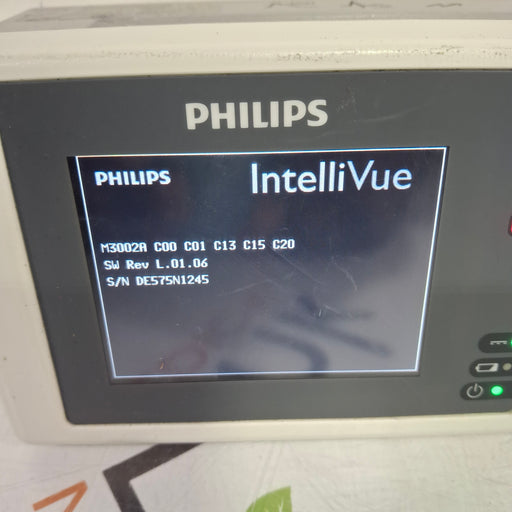 PHILIPS
PHILIPS IntelliVue
M3002A C00 C01 C13 C15 C20
SW Rev L.01.06
S/N DE575N1245